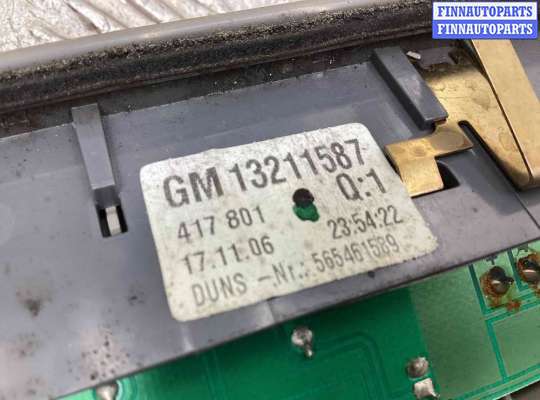 FINNAUTOPARTS
FINNAUTOPARTS
GM 13211587
417 801 Q:1
17.11.06 23:54:22
DUNS -Nr.: 565461589